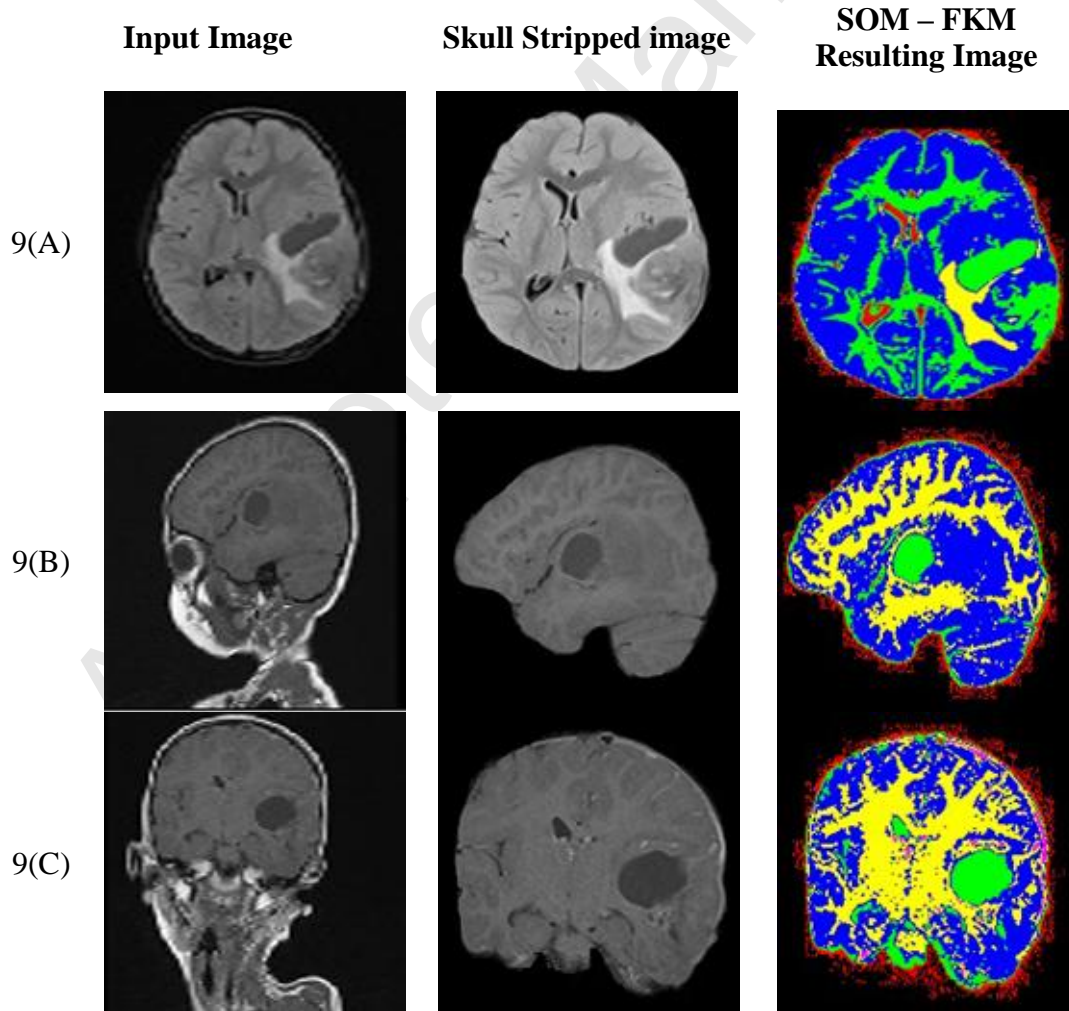 Input Image
Skull Stripped image
SOM – FKM
Resulting Image
9(A)
9(B)
9(C)